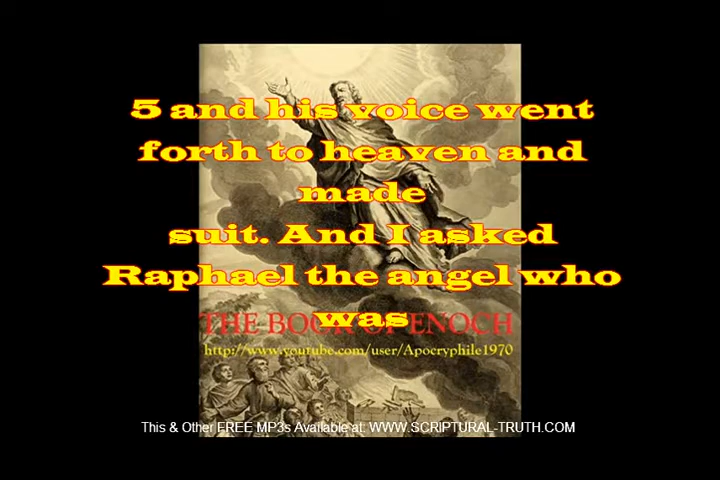 5 and his voice went
forth to heaven and
made
suit. And I asked
Raphael the angel who
was
THE BOOK OF ENOCH
http://www.youtube.com/user/Apocryphile1970
This & Other FREE MP3s Available at: WWW.SCRIPTURAL-TRUTH.COM